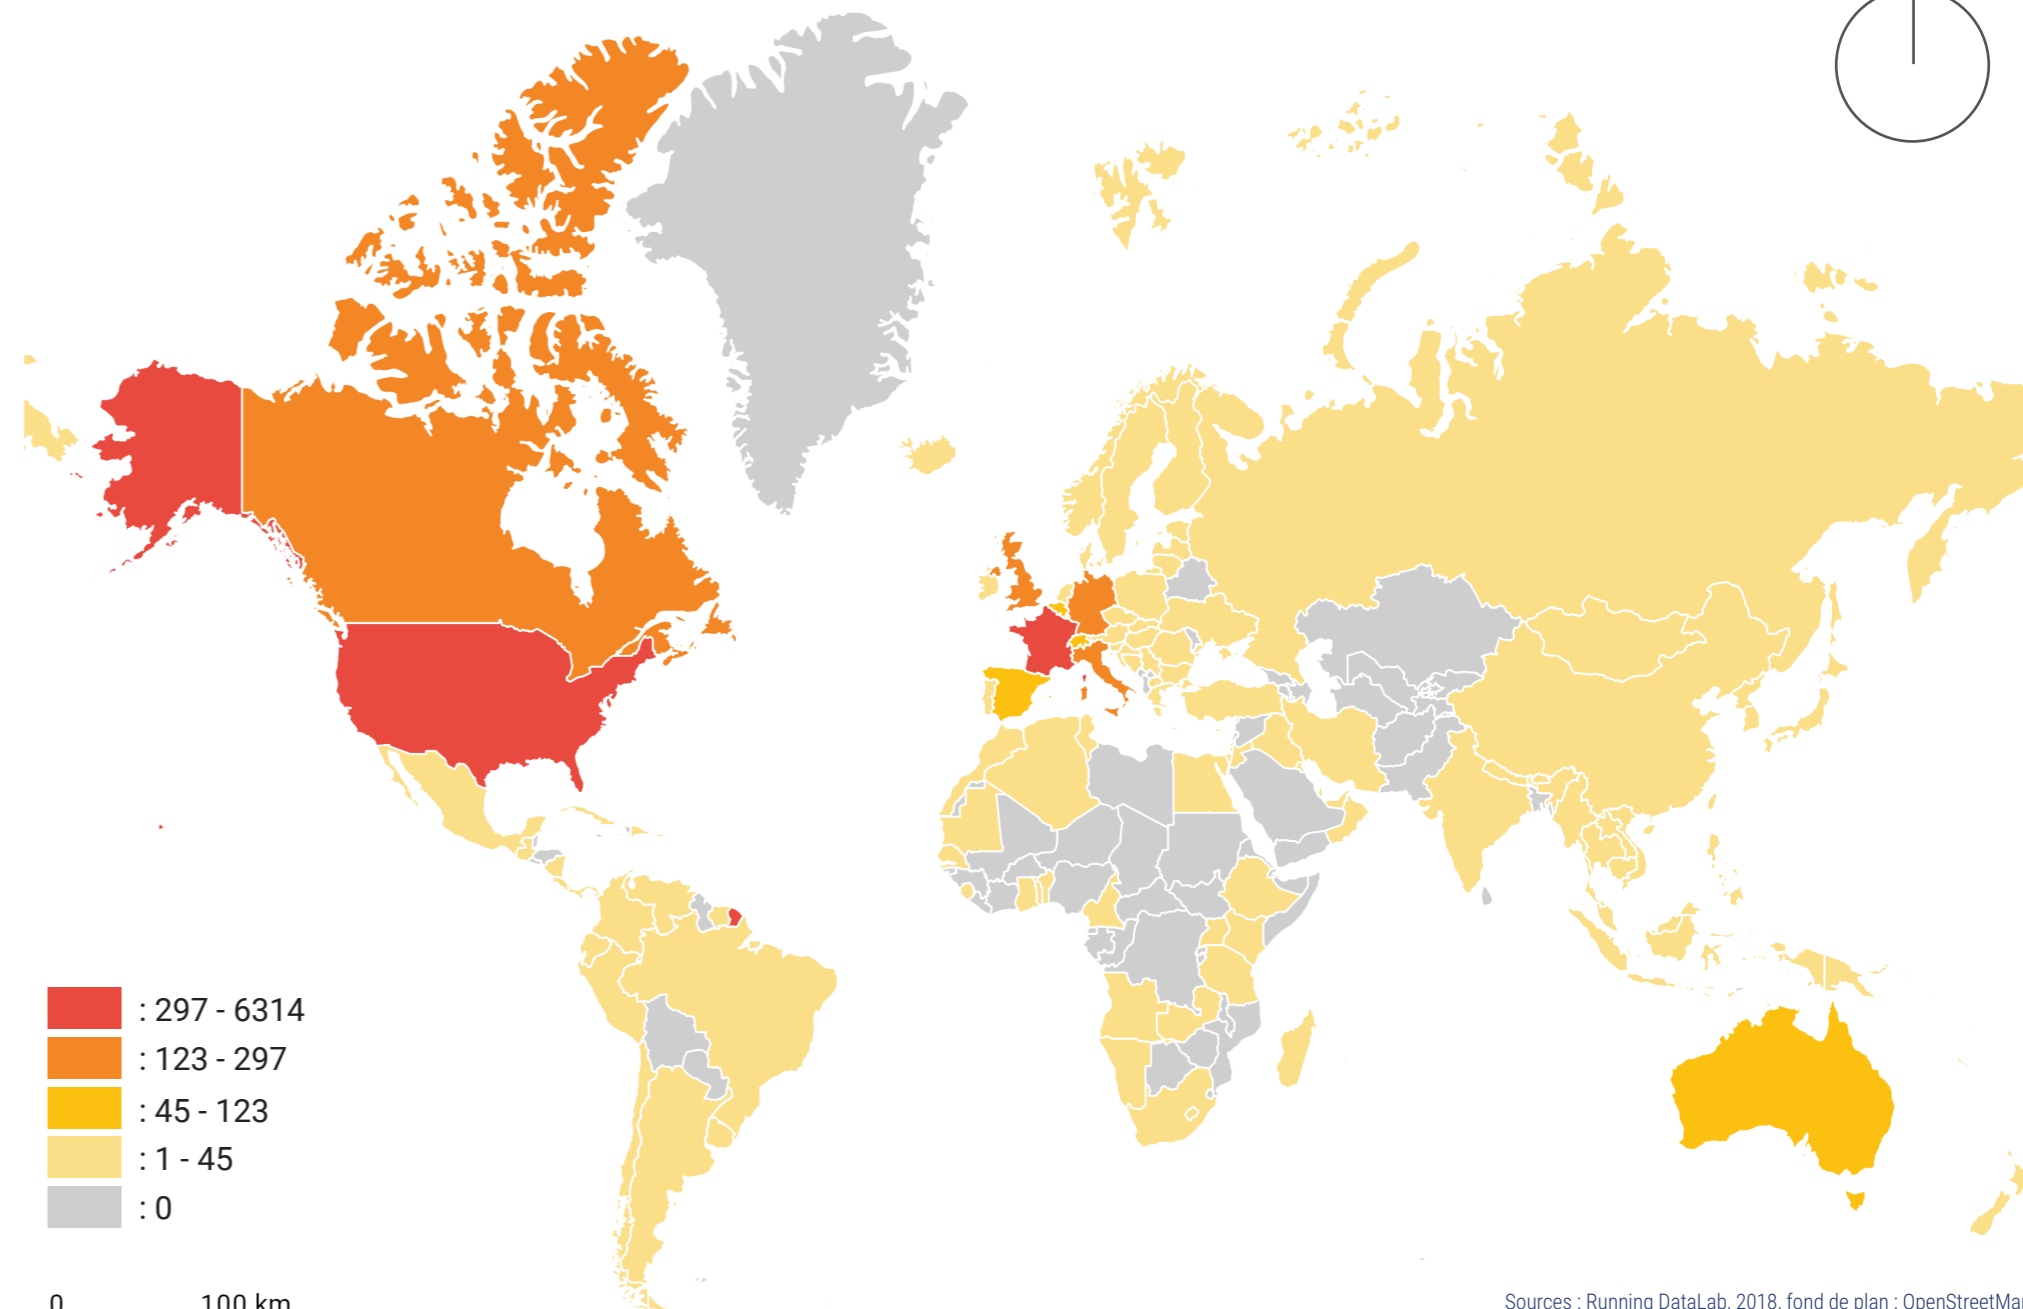 : 297 - 6314
: 123 - 297
: 45 - 123
: 1 - 45
: 0
0 100 km
Sources : Running DataLab, 2018, fond de plan : OpenStreetMap